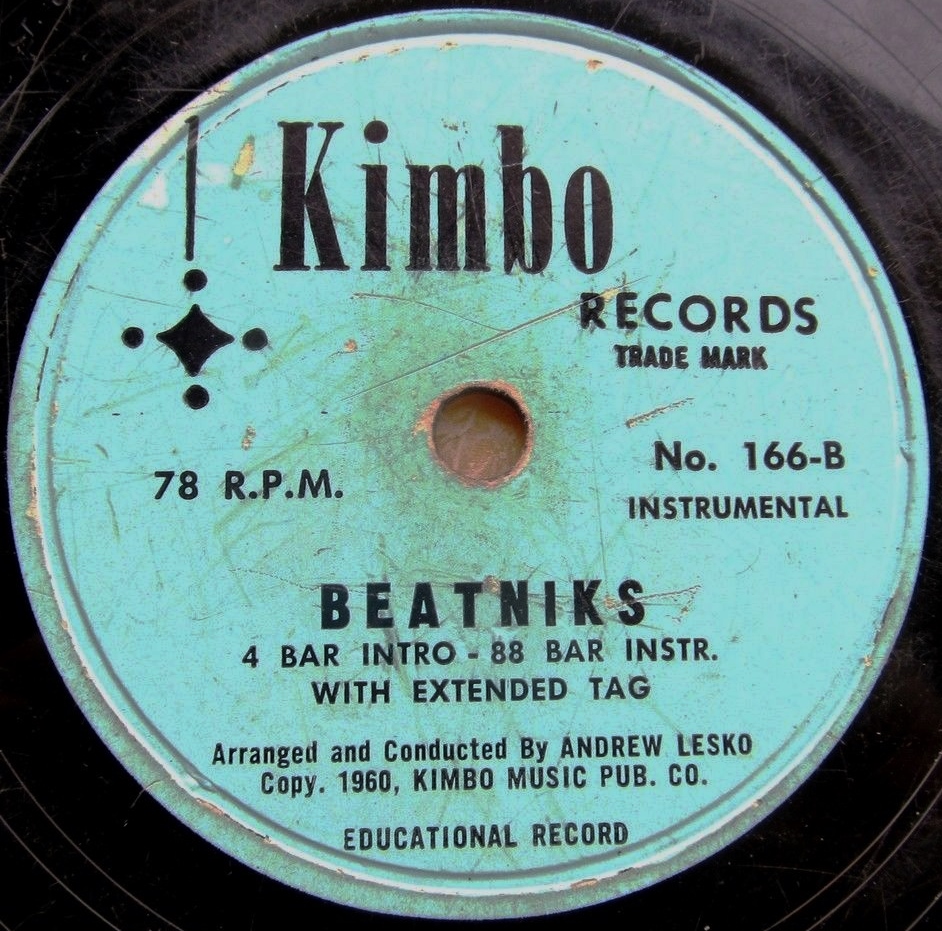 Kimbo
RECORDS
TRADE MARK
No. 166-B
78 R.P.M.
INSTRUMENTAL
BEATNIKS
4 BAR INTRO - 88 BAR INSTR.
WITH EXTENDED TAG
Arranged and Conducted By ANDREW LESKO
Copy. 1960, KIMBO MUSIC PUB. CO.
EDUCATIONAL RECORD